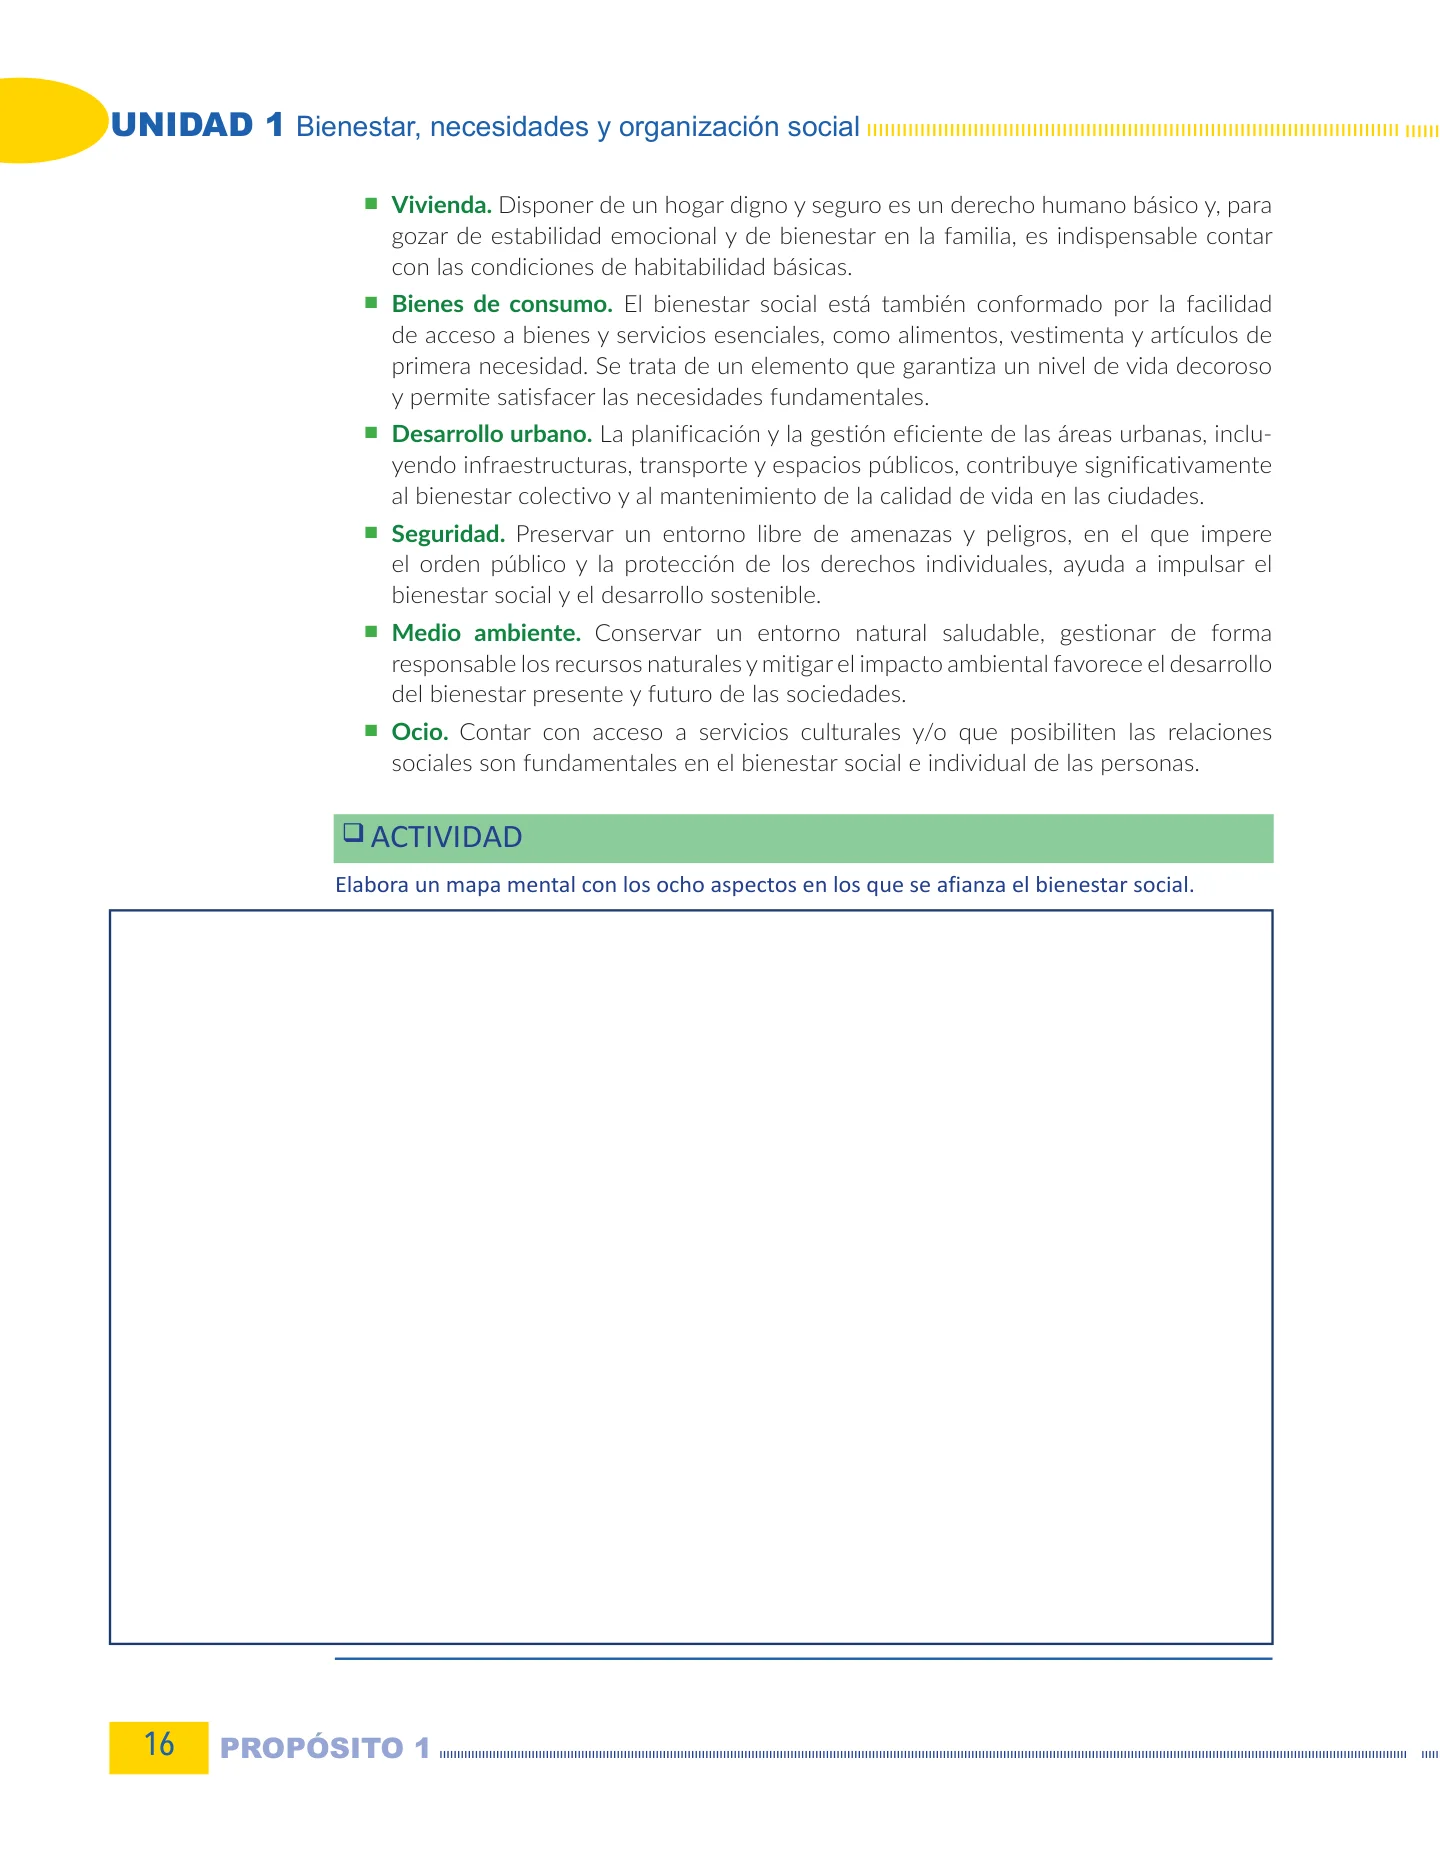 UNIDAD 1 Bienestar, necesidades y organización social
Vivienda. Disponer de un hogar digno y seguro es un derecho humano básico y, para
gozar de estabilidad emocional y de bienestar en la familia, es indispensable contar
con las condiciones de habitabilidad básicas.
Bienes de consumo. El bienestar social está también conformado por la facilidad
de acceso a bienes y servicios esenciales, como alimentos, vestimenta y artículos de
primera necesidad. Se trata de un elemento que garantiza un nivel de vida decoroso
y permite satisfacer las necesidades fundamentales.
Desarrollo urbano. La planificación y la gestión eficiente de las áreas urbanas, inclu-
yendo infraestructuras, transporte y espacios públicos, contribuye significativamente
al bienestar colectivo y al mantenimiento de la calidad de vida en las ciudades.
Seguridad. Preservar un entorno libre de amenazas y peligros, en el que impere
el orden público y la protección de los derechos individuales, ayuda a impulsar el
bienestar social y el desarrollo sostenible.
Medio ambiente. Conservar un entorno natural saludable, gestionar de forma
responsable los recursos naturales y mitigar el impacto ambiental favorece el desarrollo
del bienestar presente y futuro de las sociedades.
Ocio. Contar con acceso a servicios culturales y/o que posibiliten las relaciones
sociales son fundamentales en el bienestar social e individual de las personas.
ACTIVIDAD
Elabora un mapa mental con los ocho aspectos en los que se afianza el bienestar social.
16 PROPÓSITO 1